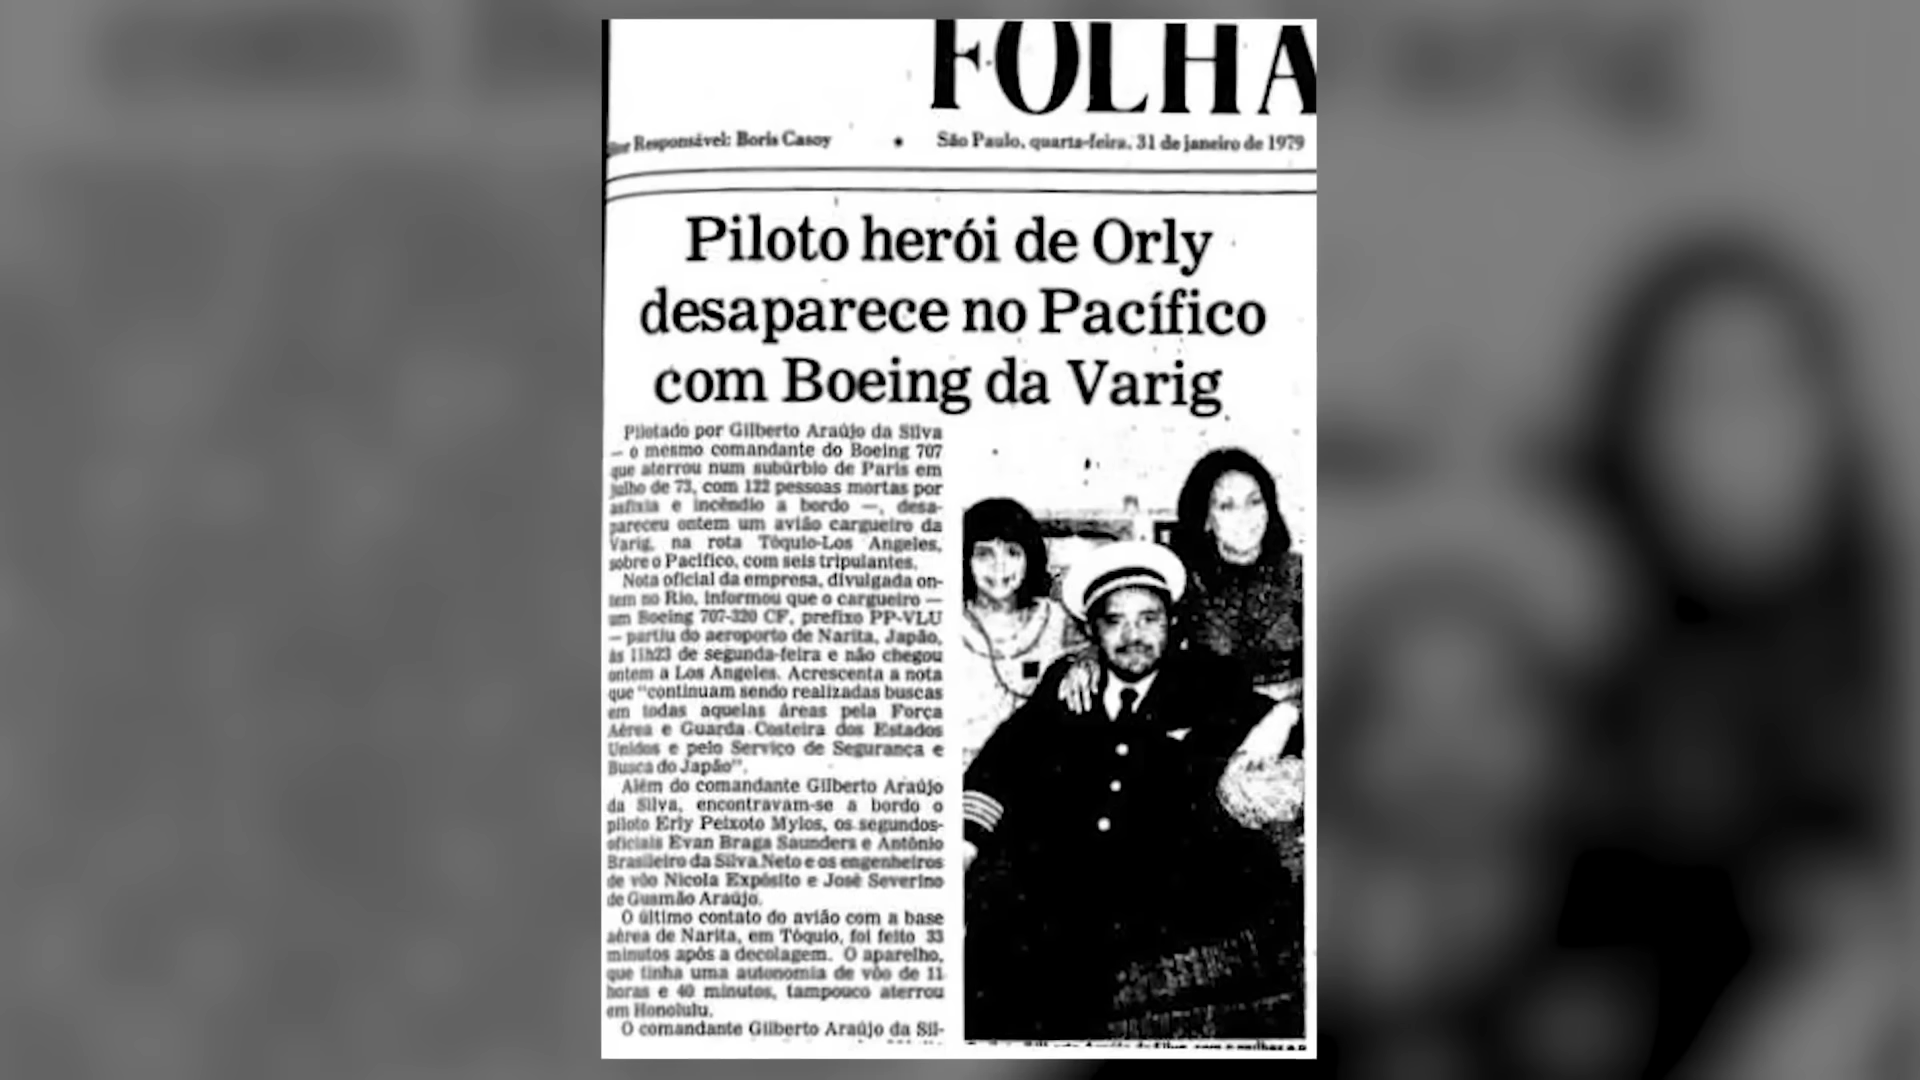 FOLHA
Responsável: Boris Casoy
São Paulo, quarta-feira, 31 de janeiro de 1979
Piloto herói de Orly
desaparece no Pacífico
com Boeing da Varig
Pilotado por Gilberto Araújo da Silva
— o mesmo comandante do Boeing 707
que aterrou num subúrbio de Paris em
julho de 73, com 122 pessoas mortas por
asfixia e incêndio a bordo —, desa-
pareceu ontem um avião cargueiro da
Varig, na rota Tóquio-Los Angeles,
sobre o Pacífico, com seis tripulantes.
Nota oficial da empresa, divulgada on-
tem no Rio, informou que o cargueiro —
um Boeing 707-320 CF, prefixo PP-VLU
— partiu do aeroporto de Narita, Japão,
às 11h23 de segunda-feira e não chegou
ontem a Los Angeles. Acrescenta a nota
que "continuam sendo realizadas buscas
em todas aquelas áreas pela Força
Aérea e Guarda Costeira dos Estados
Unidos e pelo Serviço de Segurança e
Busca do Japão".
Além do comandante Gilberto Araújo
da Silva, encontravam-se a bordo o
piloto Erly Peixoto Mylos, os segundos-
oficiais Evan Braga Saunders e Antônio
Brasileiro da Silva Neto e os engenheiros
de vôo Nicola Expósito e José Severino
de Gusmão Araújo.
O último contato do avião com a base
aérea de Narita, em Tóquio, foi feito 33
minutos após a decolagem. O aparelho,
que tinha uma autonomia de vôo de 11
horas e 40 minutos, tampouco aterrou
em Honolulu.
O comandante Gilberto Araújo da Sil-